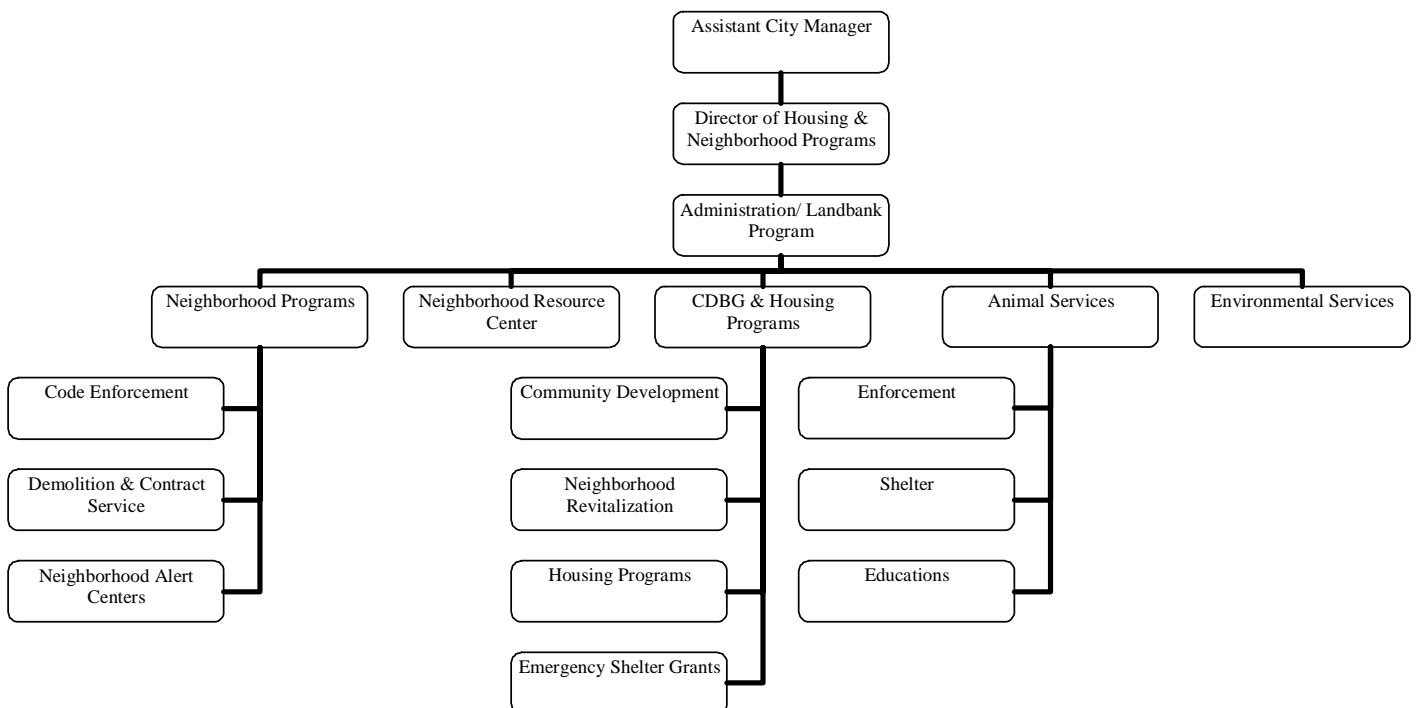 Assistant City Manager
Director of Housing &
Neighborhood Programs
Administration/ Landbank
Program
Neighborhood Programs
Neighborhood Resource
Center
CDBG & Housing
Programs
Animal Services
Environmental Services
Code Enforcement
Demolition & Contract
Service
Neighborhood Alert
Centers
Community Development
Neighborhood
Revitalization
Housing Programs
Emergency Shelter Grants
Enforcement
Shelter
Educations